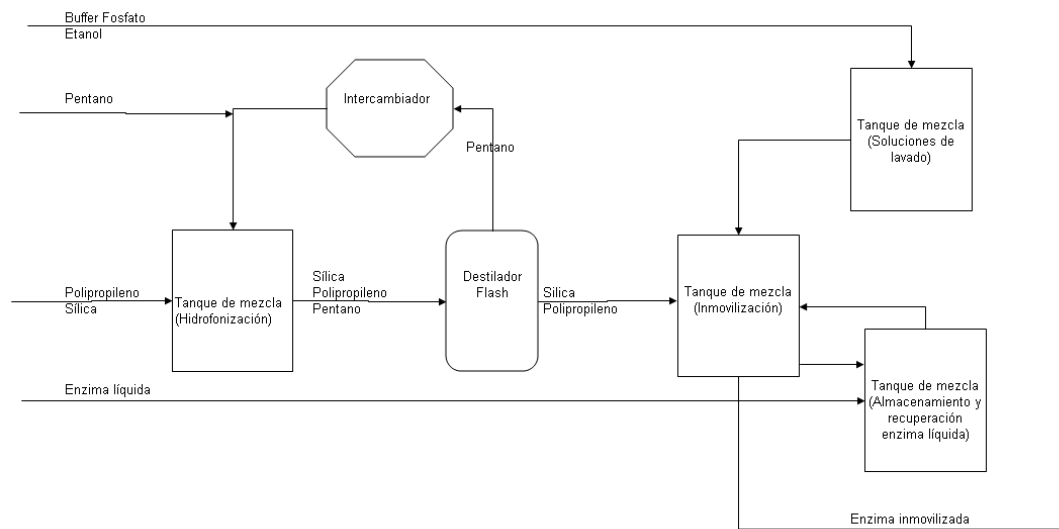 Buffer Fosfato
Etanol
Pentano
Intercambiador
Pentano
Tanque de mezcla
(Soluciones de
lavado)
Polipropileno
Sílica
Tanque de mezcla
(Hidrofonización)
Sílica
Polipropileno
Pentano
Destilador
Flash
Silica
Polipropileno
Tanque de mezcla
(Inmovilización)
Enzima líquida
Tanque de mezcla
(Almacenamiento y
recuperación
enzima líquida)
Enzima inmovilizada